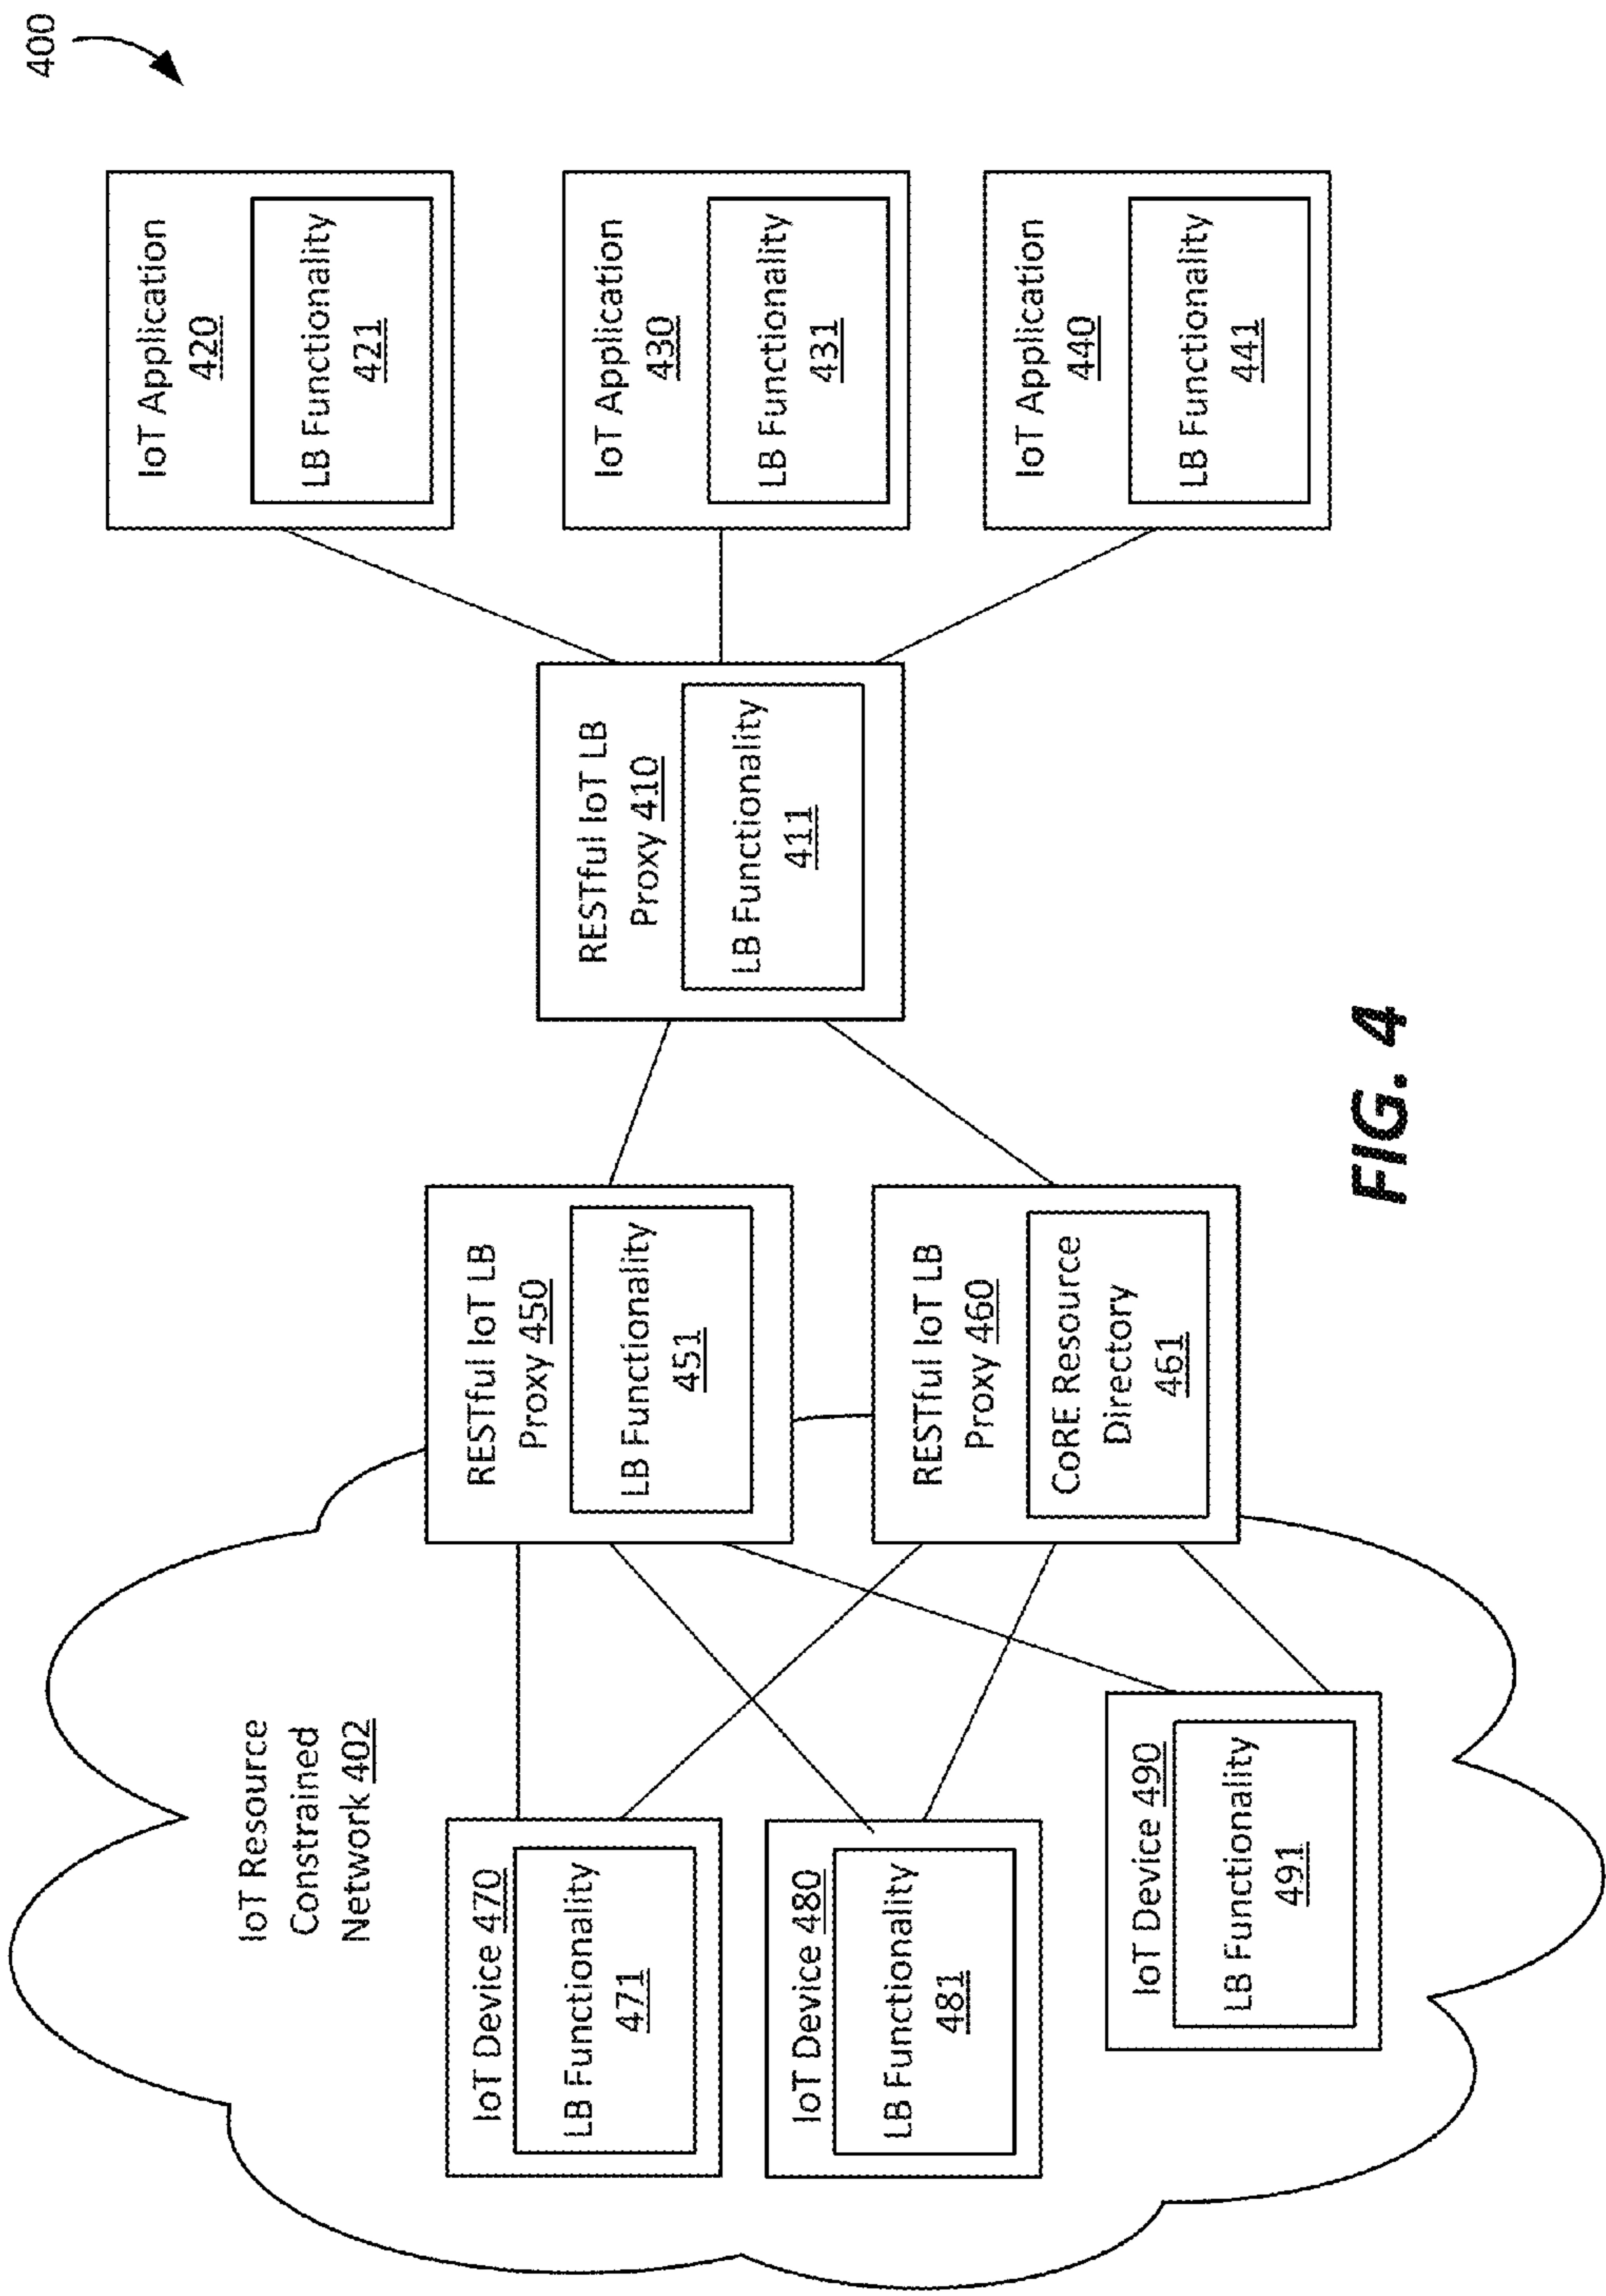 400
IoT Application
420
LB Functionality
421
IoT Application
430
LB Functionality
431
IoT Application
440
LB Functionality
441
RESTful IoT LB
Proxy 410
LB Functionality
411
RESTful IoT LB
Proxy 450
LB Functionality
451
RESTful IoT LB
Proxy 460
CoRE Resource
Directory
461
IoT Resource
Constrained
Network 402
IoT Device 470
LB Functionality
471
IoT Device 480
LB Functionality
481
IoT Device 490
LB Functionality
491
FIG. 4